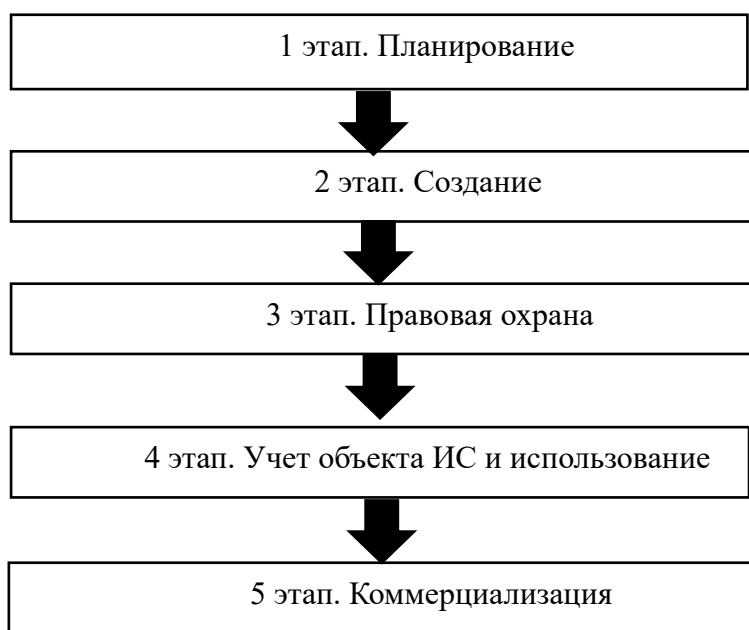 1 этап. Планирование
2 этап. Создание
3 этап. Правовая охрана
4 этап. Учет объекта ИС и использование
5 этап. Коммерциализация